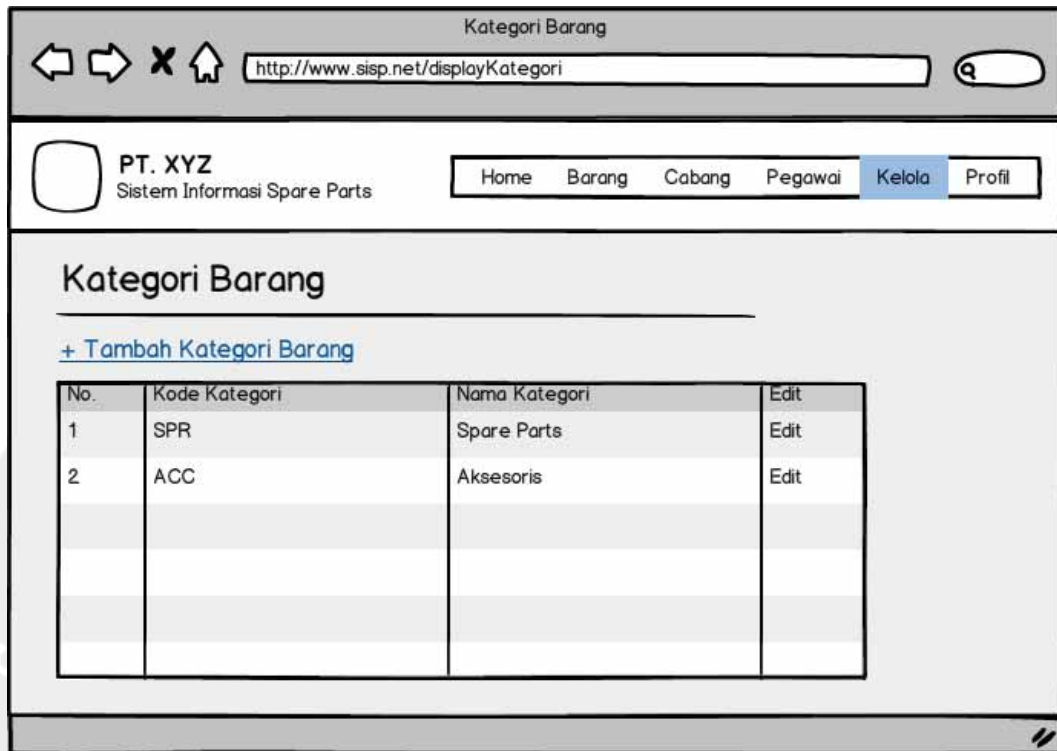 Kategori Barang
http://www.sisp.net/displayKategori
PT. XYZ
Sistem Informasi Spare Parts
Home Barang Cabang Pegawai Kelola Profil
Kategori Barang
+ Tambah Kategori Barang
No. Kode Kategori Nama Kategori Edit
1 SPR Spare Parts Edit
2 ACC Aksesoris Edit